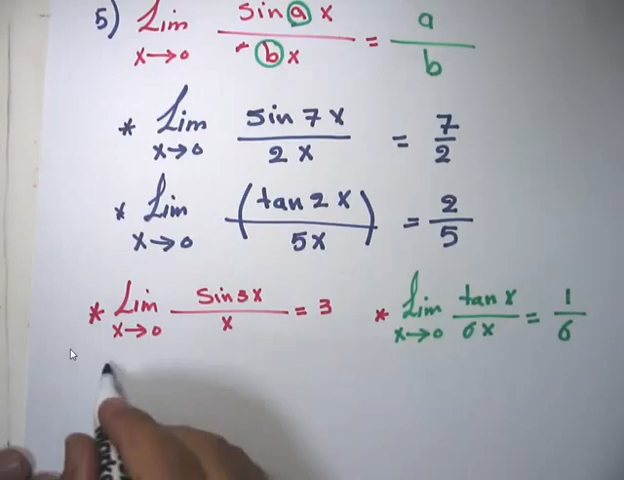 5) Lim x→0 sin a x / b x = a / b
* Lim x→0 sin 7x / 2x = 7/2
* Lim x→0 (tan 2x / 5x) = 2/5
* Lim x→0 sin 3x / x = 3 * Lim x→0 tan x / 6x = 1/6